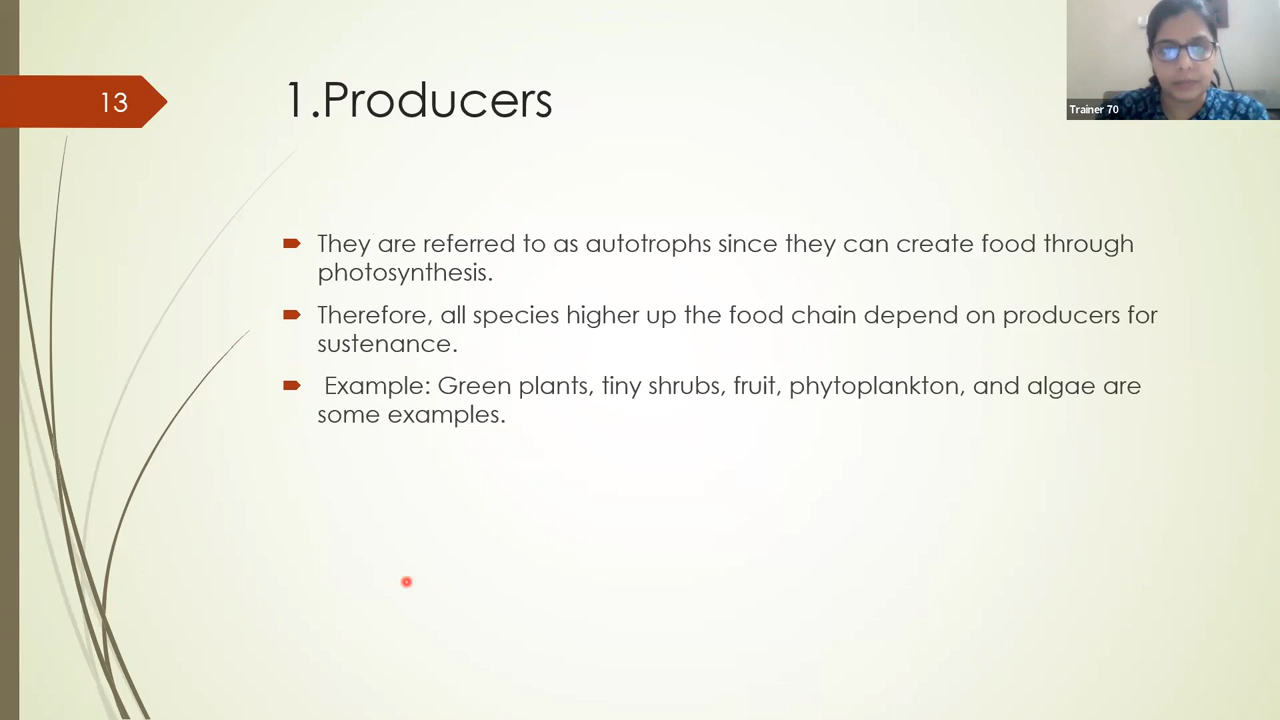 13
1.Producers
Trainer 70
They are referred to as autotrophs since they can create food through
photosynthesis.
Therefore, all species higher up the food chain depend on producers for
sustenance.
Example: Green plants, tiny shrubs, fruit, phytoplankton, and algae are
some examples.